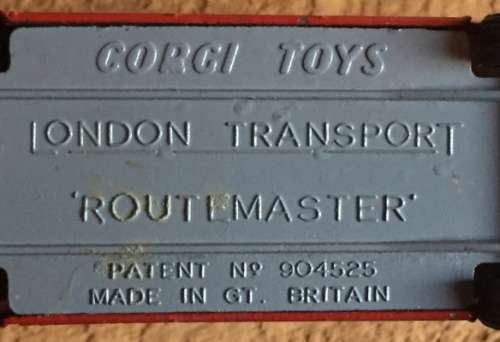 CORGI TOYS
LONDON TRANSPORT
'ROUTEMASTER'
PATENT Nº 904525
MADE IN GT. BRITAIN